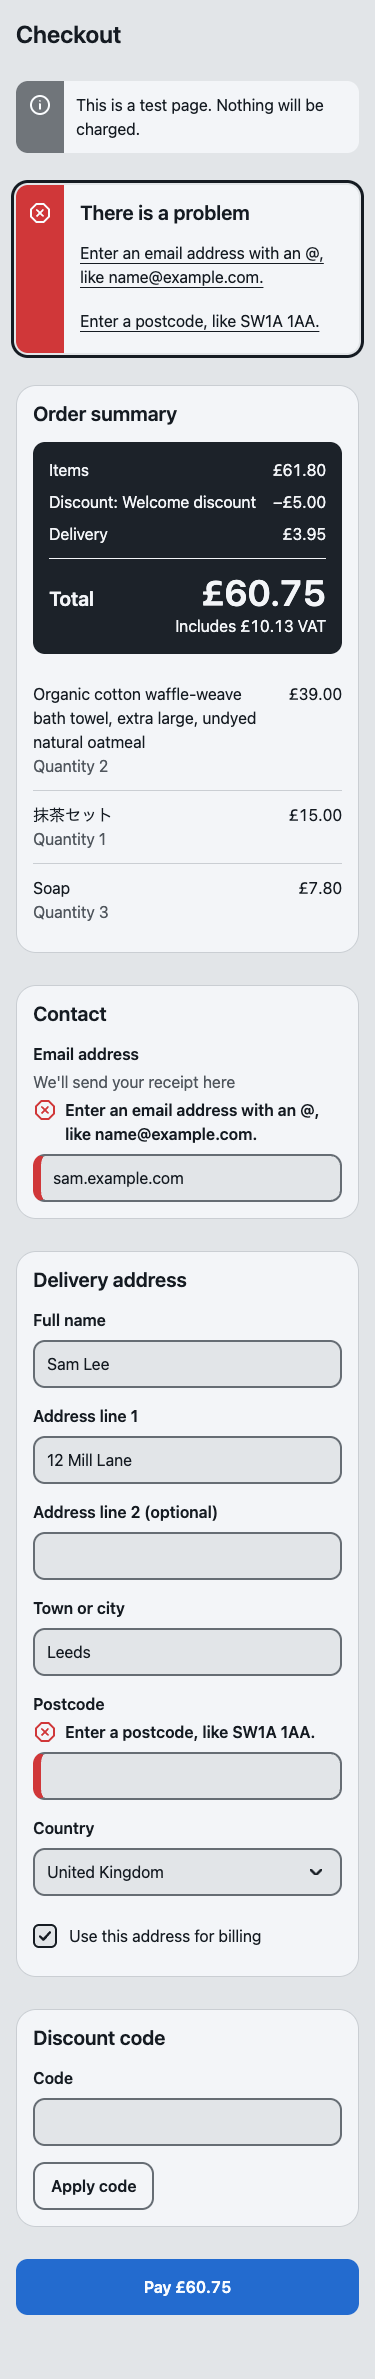 Checkout
This is a test page. Nothing will be
charged.
There is a problem
Enter an email address with an @,
like name@example.com.
Enter a postcode, like SW1A 1AA.
Order summary
Items £61.80
Discount: Welcome discount −£5.00
Delivery £3.95
Total £60.75
Includes £10.13 VAT
Organic cotton waffle-weave £39.00
bath towel, extra large, undyed
natural oatmeal
Quantity 2
抹茶セット £15.00
Quantity 1
Soap £7.80
Quantity 3
Contact
Email address
We'll send your receipt here
Enter an email address with an @,
like name@example.com.
sam.example.com
Delivery address
Full name
Sam Lee
Address line 1
12 Mill Lane
Address line 2 (optional)
Town or city
Leeds
Postcode
Enter a postcode, like SW1A 1AA.
Country
United Kingdom
Use this address for billing
Discount code
Code
Apply code
Pay £60.75